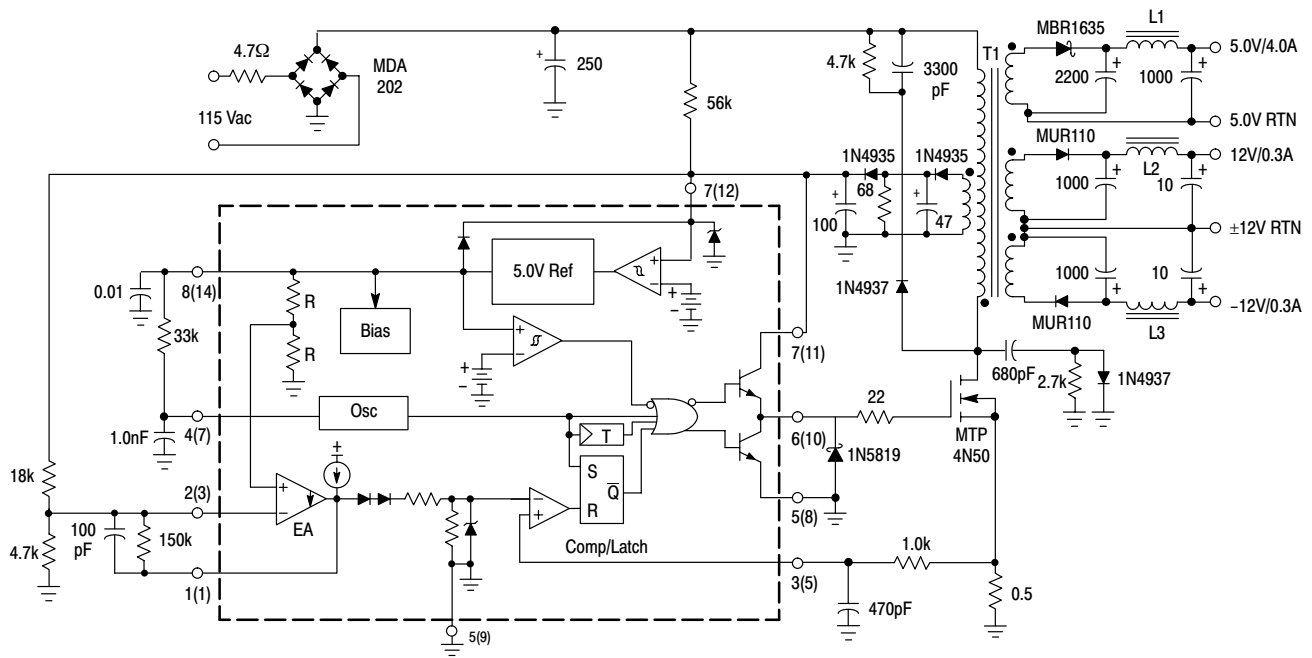 4.7Ω
MDA
202
115 Vac
+
250
56k
4.7k
3300
pF
T1
MBR1635
L1
+
2200
+
1000
5.0V/4.0A
5.0V RTN
MUR110
+
1000
L2
10
+
12V/0.3A
±12V RTN
1000
+
10
+
MUR110
L3
−12V/0.3A
1N4935
1N4935
68
+
100
+
47
1N4937
7(12)
0.01
8(14)
33k
R
R
Bias
5.0V Ref
+
−
+
−
+
−
+
−
7(11)
680pF
2.7k
1N4937
Osc
4(7)
1.0nF
T
S
Q
R
6(10)
22
1N5819
MTP
4N50
5(8)
18k
2(3)
+
−
EA
+
−
+
Comp/Latch
100
pF
150k
4.7k
1(1)
3(5)
1.0k
470pF
0.5
5(9)